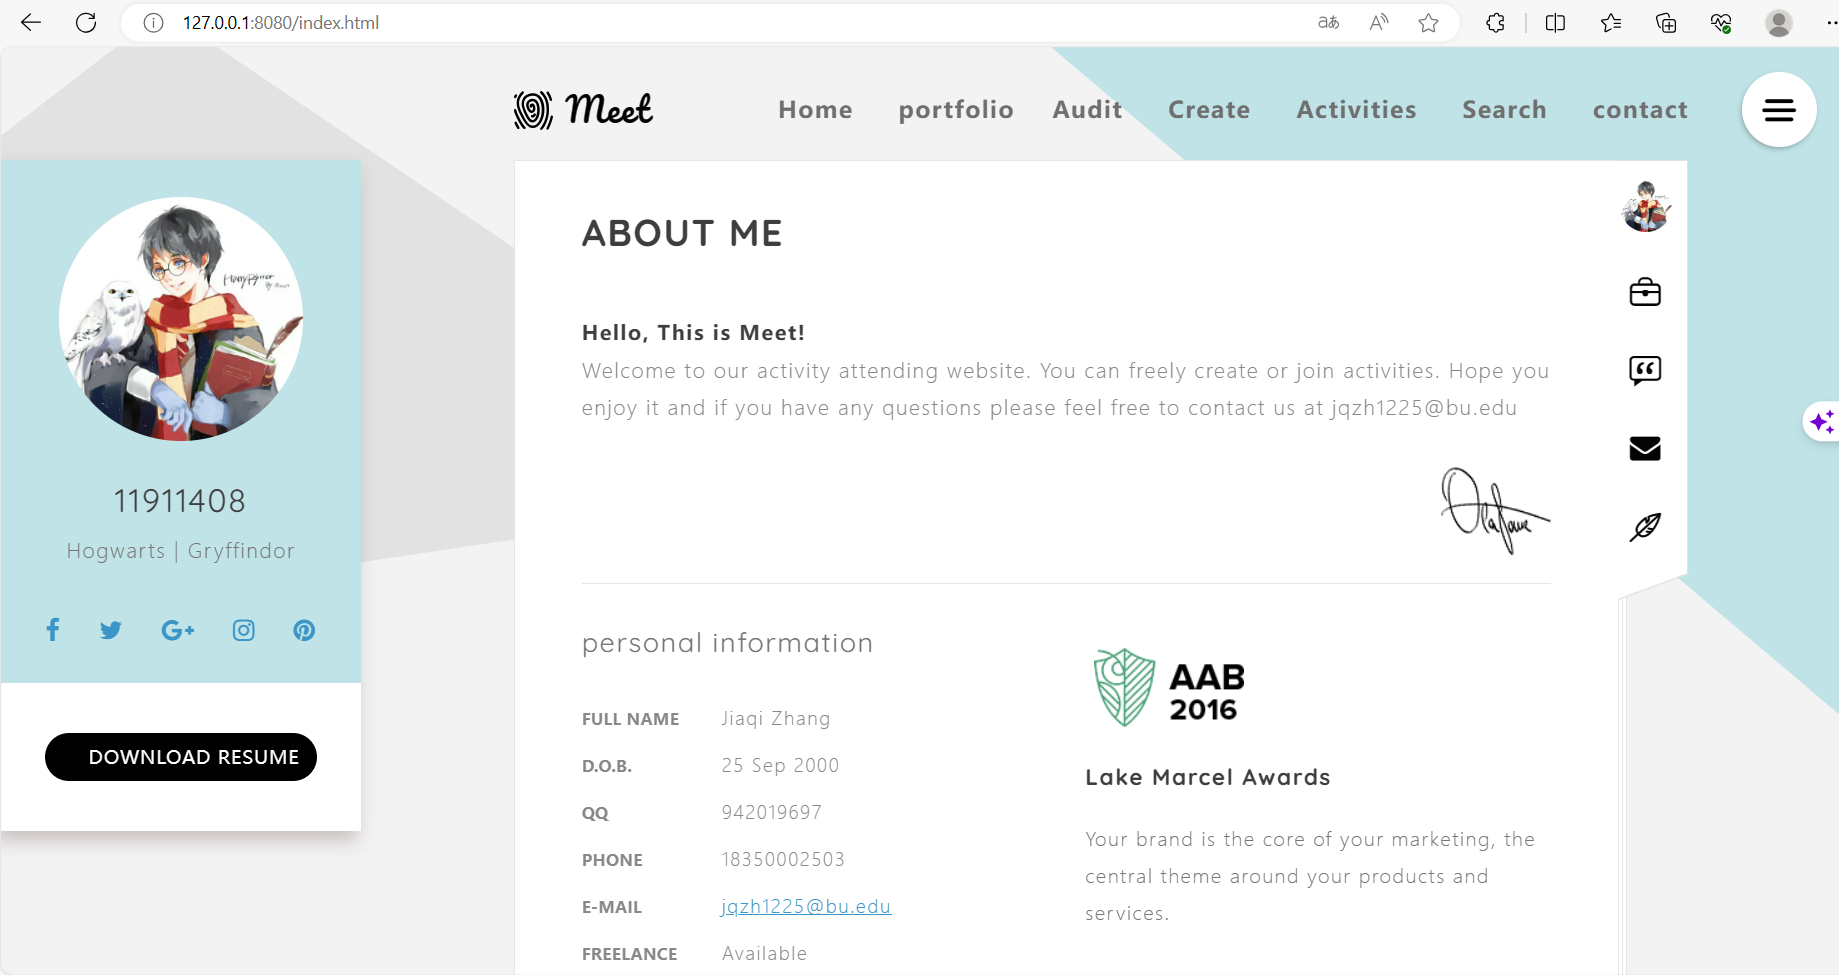 127.0.0.1:8080/index.html
Meet
Home portfolio Audit Create Activities Search contact
11911408
Hogwarts | Gryffindor
DOWNLOAD RESUME
ABOUT ME
Hello, This is Meet!
Welcome to our activity attending website. You can freely create or join activities. Hope you
enjoy it and if you have any questions please feel free to contact us at jqzh1225@bu.edu
personal information
FULL NAME Jiaqi Zhang
D.O.B. 25 Sep 2000
QQ 942019697
PHONE 18350002503
E-MAIL jqzh1225@bu.edu
FREELANCE Available
AAB
2016
Lake Marcel Awards
Your brand is the core of your marketing, the
central theme around your products and
services.